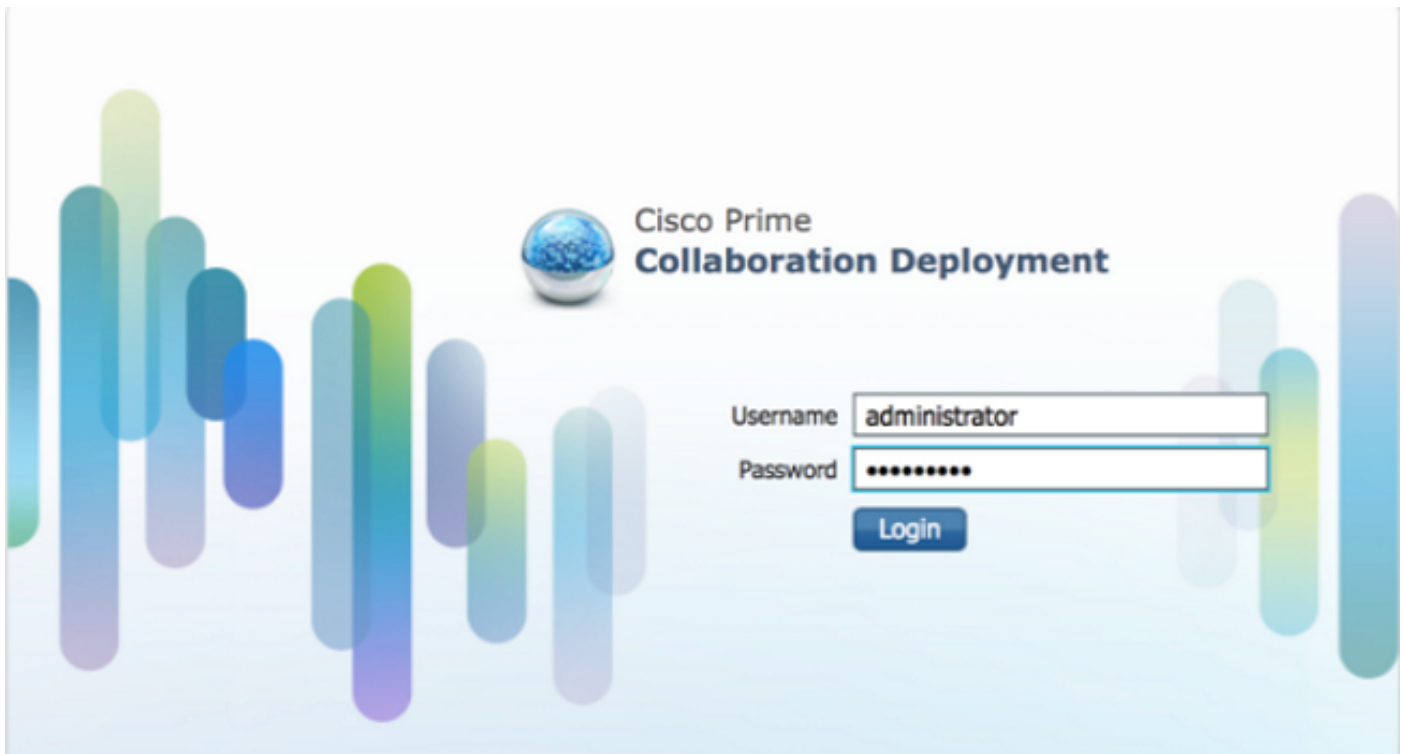 Cisco Prime
Collaboration Deployment
Username administrator
Password •••••••••
Login